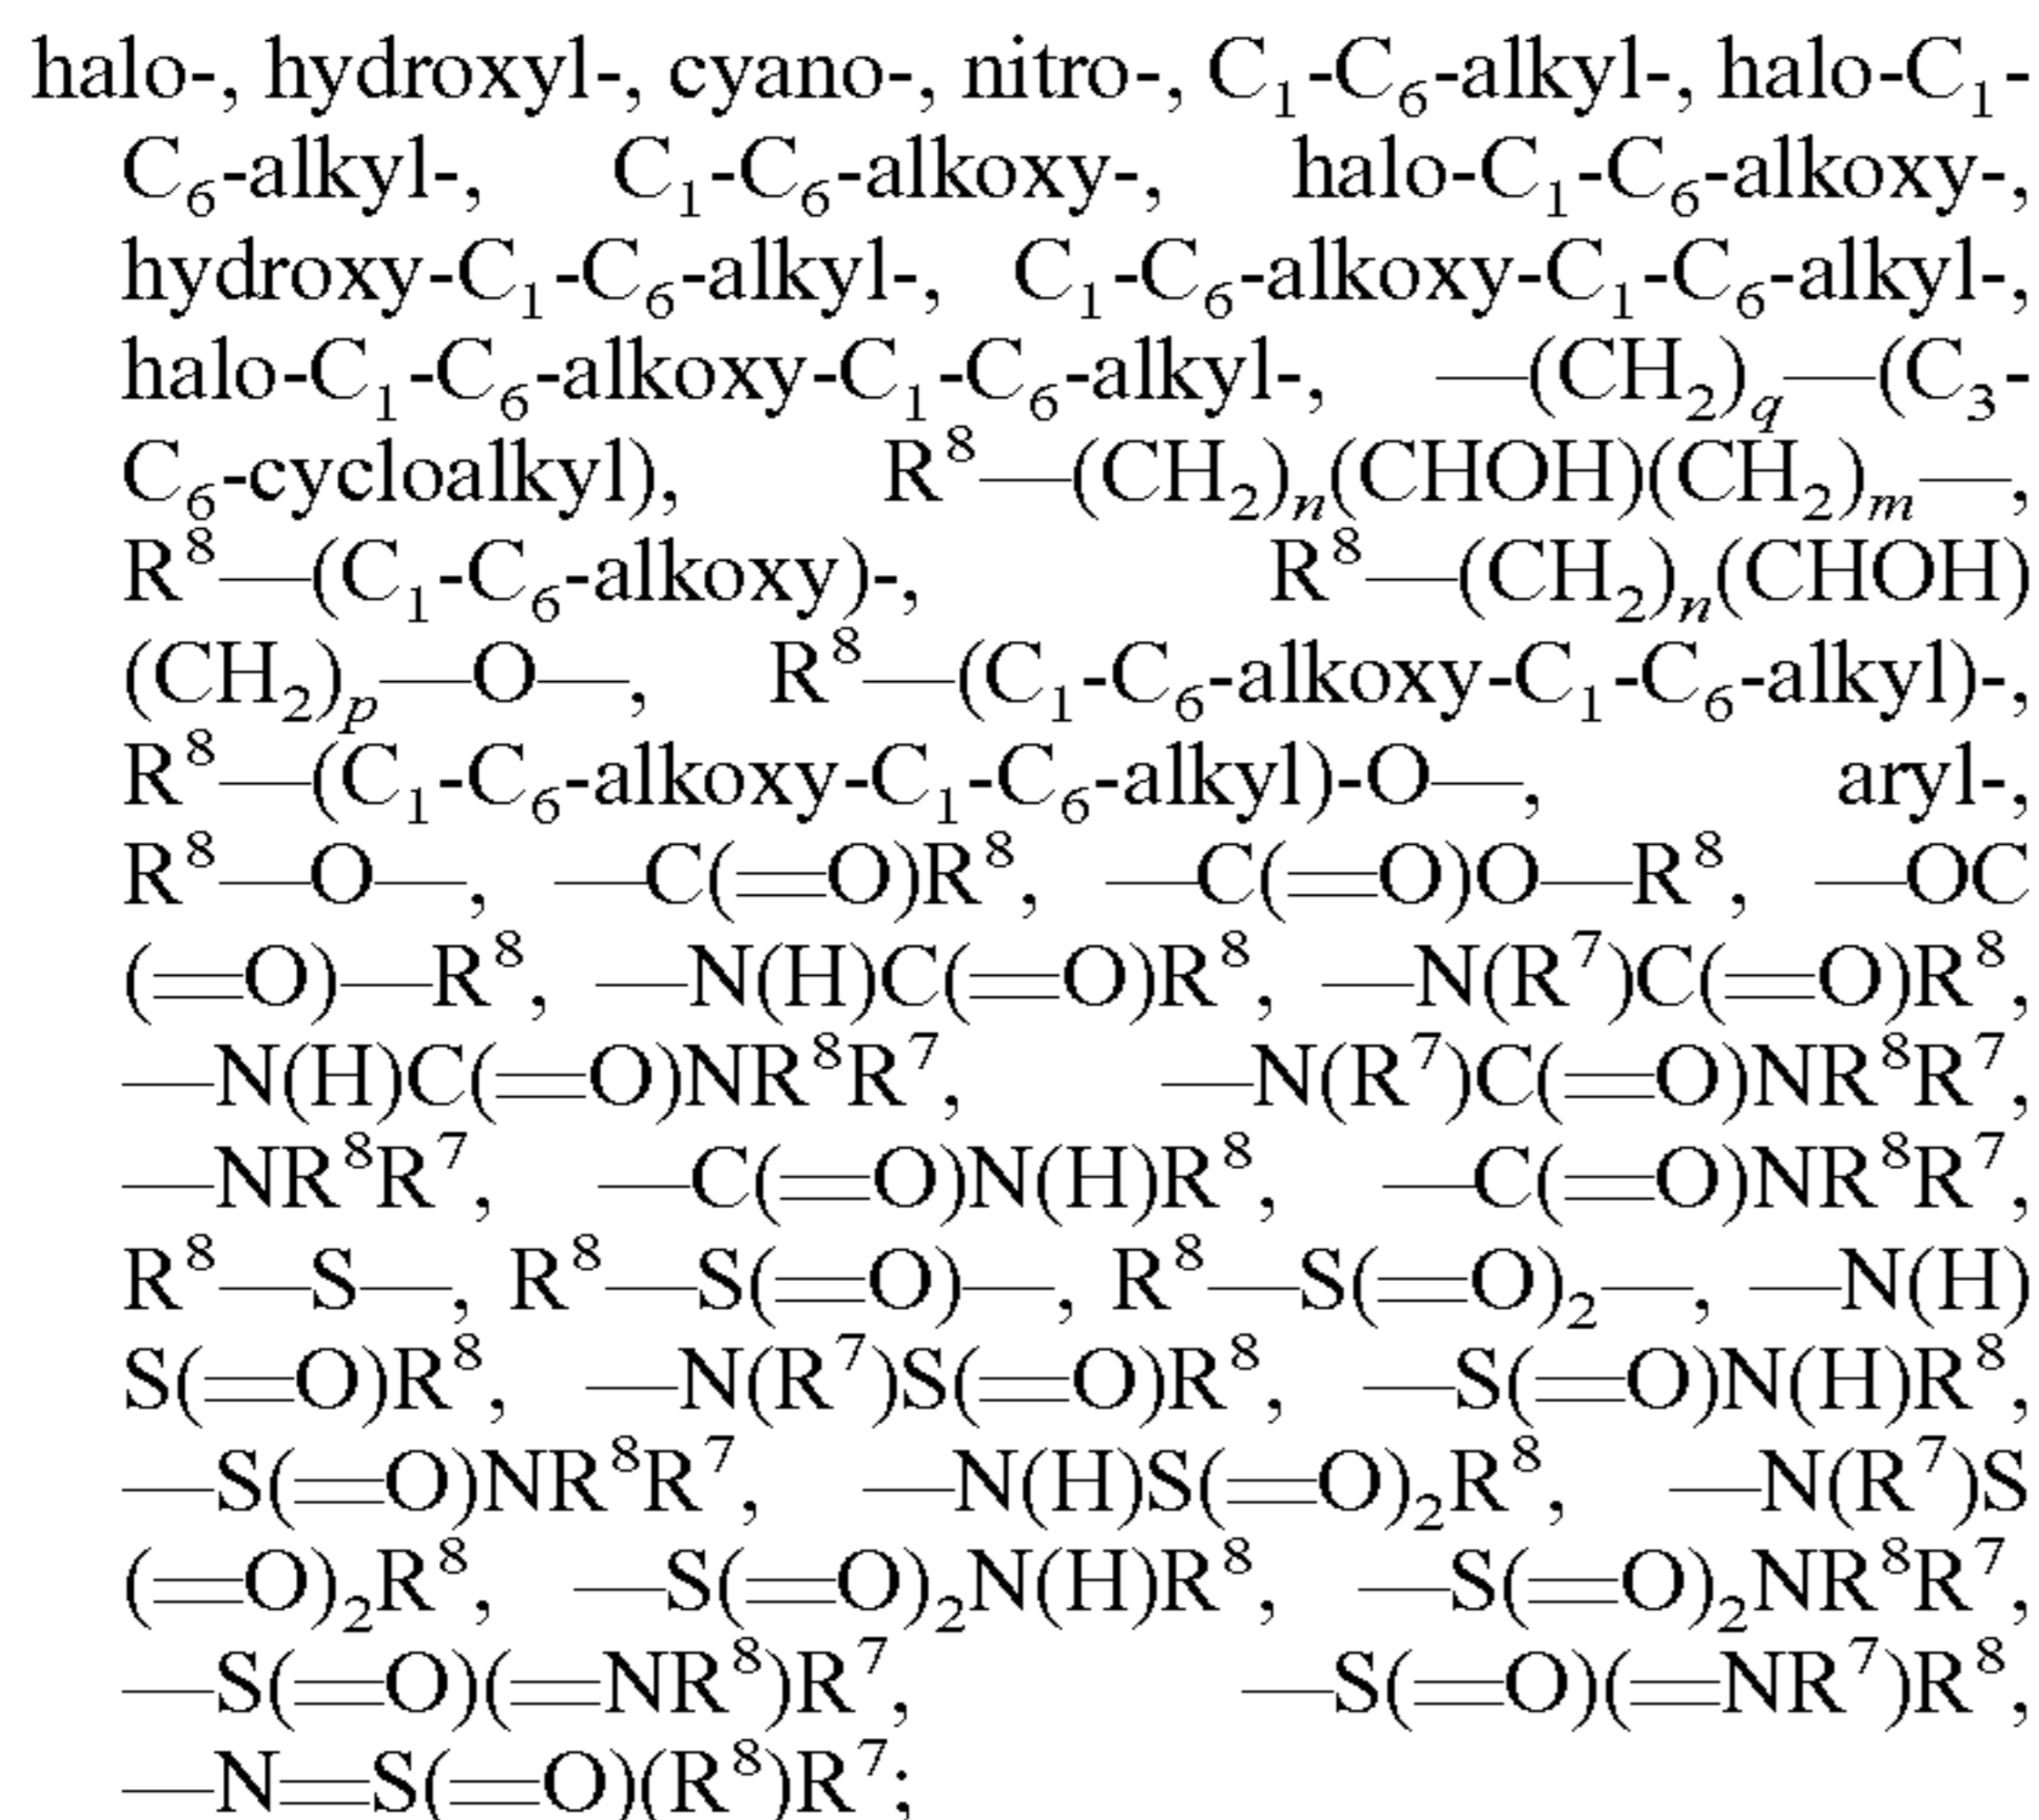 halo-, hydroxyl-, cyano-, nitro-, C₁-C₆-alkyl-, halo-C₁-
C₆-alkyl-, C₁-C₆-alkoxy-, halo-C₁-C₆-alkoxy-,
hydroxy-C₁-C₆-alkyl-, C₁-C₆-alkoxy-C₁-C₆-alkyl-,
halo-C₁-C₆-alkoxy-C₁-C₆-alkyl-, —(CH₂)q—(C₃-
C₆-cycloalkyl), R⁸—(CH₂)ₙ(CHOH)(CH₂)ₘ—,
R⁸—(C₁-C₆-alkoxy)-, R⁸—(CH₂)ₙ(CHOH)
(CH₂)ₚ—O—, R⁸—(C₁-C₆-alkoxy-C₁-C₆-alkyl)-,
R⁸—(C₁-C₆-alkoxy-C₁-C₆-alkyl)-O—, aryl-,
R⁸—O—, —C(═O)R⁸, —C(═O)O—R⁸, —OC
(═O)—R⁸, —N(H)C(═O)R⁸, —N(R⁷)C(═O)R⁸,
—N(H)C(═O)NR⁸R⁷, —N(R⁷)C(═O)NR⁸R⁷,
—NR⁸R⁷, —C(═O)N(H)R⁸, —C(═O)NR⁸R⁷,
R⁸—S—, R⁸—S(═O)—, R⁸—S(═O)₂—, —N(H)
S(═O)R⁸, —N(R⁷)S(═O)R⁸, —S(═O)N(H)R⁸,
—S(═O)NR⁸R⁷, —N(H)S(═O)₂R⁸, —N(R⁷)S
(═O)₂R⁸, —S(═O)₂N(H)R⁸, —S(═O)₂NR⁸R⁷,
—S(═O)(═NR⁸)R⁷, —S(═O)(═NR⁷)R⁸,
—N═S(═O)(R⁸)R⁷;